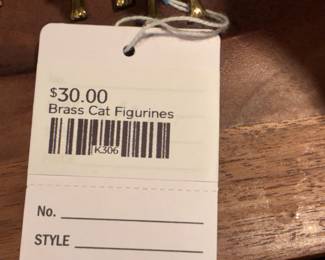 $30.00
Brass Cat Figurines
K306
No.
STYLE